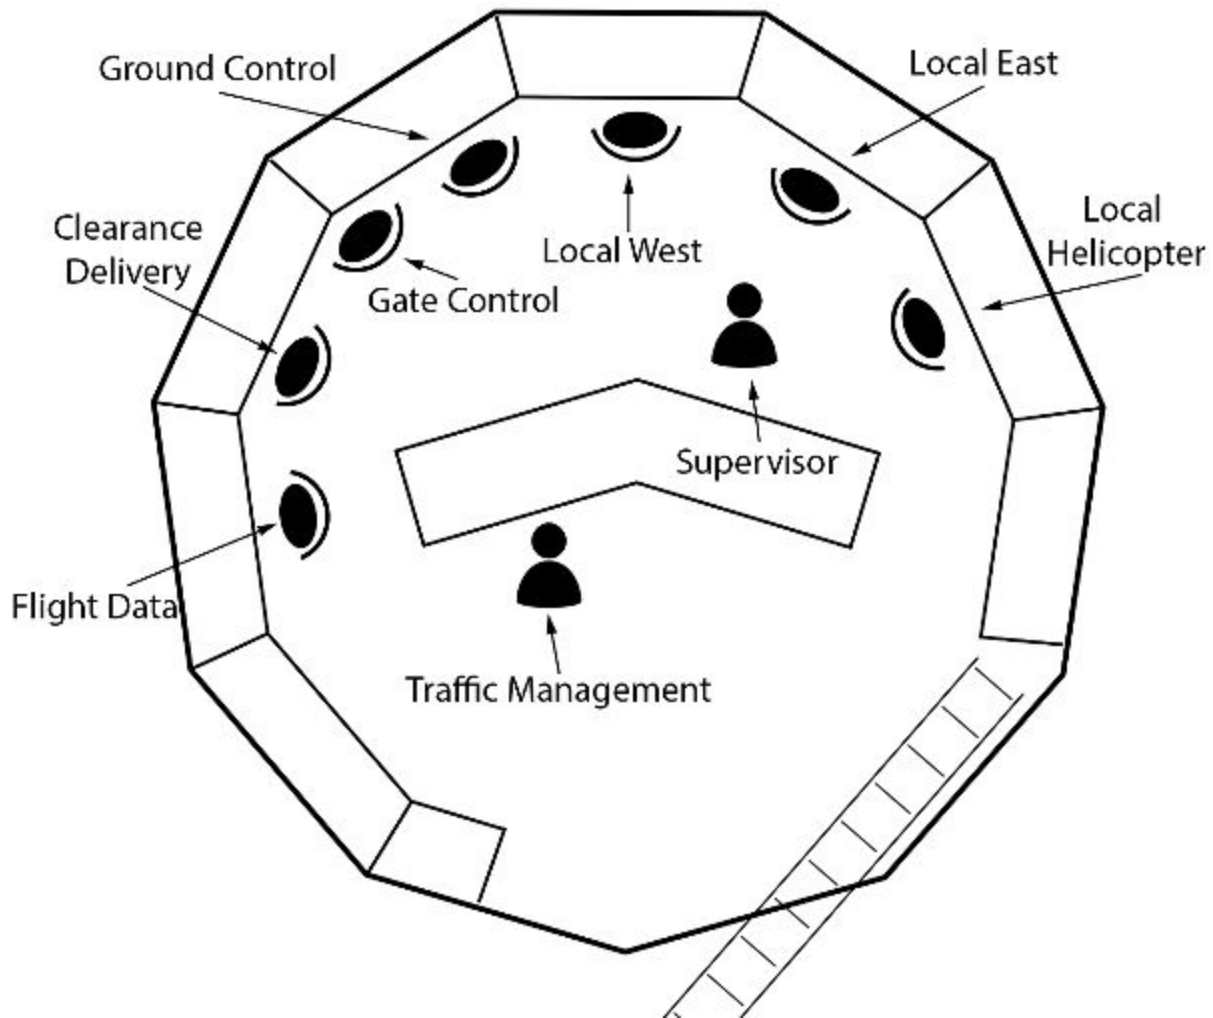 Ground Control
Local East
Clearance
Delivery
Local
Helicopter
Local West
Gate Control
Supervisor
Flight Data
Traffic Management